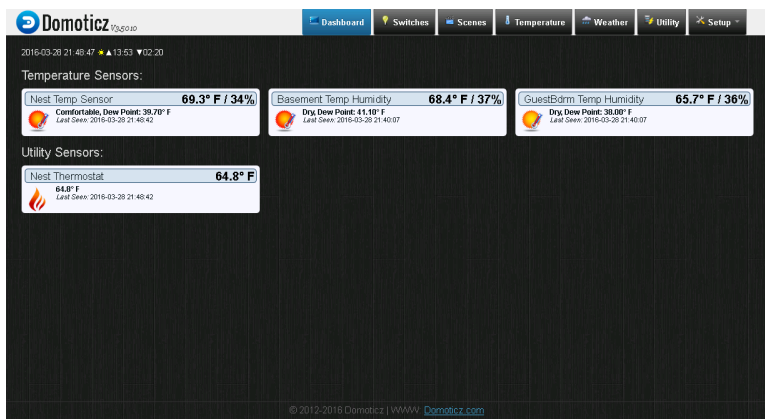 Domoticz V3.5010
Dashboard Switches Scenes Temperature Weather Utility Setup
2016-03-28 21:48:47 ☀▲13:53 ▼02:20
Temperature Sensors:
Nest Temp Sensor 69.3° F / 34%
Comfortable, Dew Point: 39.70° F
Last Seen: 2016-03-28 21:48:42
Basement Temp Humidity 68.4° F / 37%
Dry, Dew Point: 41.10° F
Last Seen: 2016-03-28 21:40:07
GuestBdrm Temp Humidity 65.7° F / 36%
Dry, Dew Point: 38.00° F
Last Seen: 2016-03-28 21:40:07
Utility Sensors:
Nest Thermostat 64.8° F
64.8° F
Last Seen: 2016-03-28 21:48:42
© 2012-2016 Domoticz | WWW: Domoticz.com